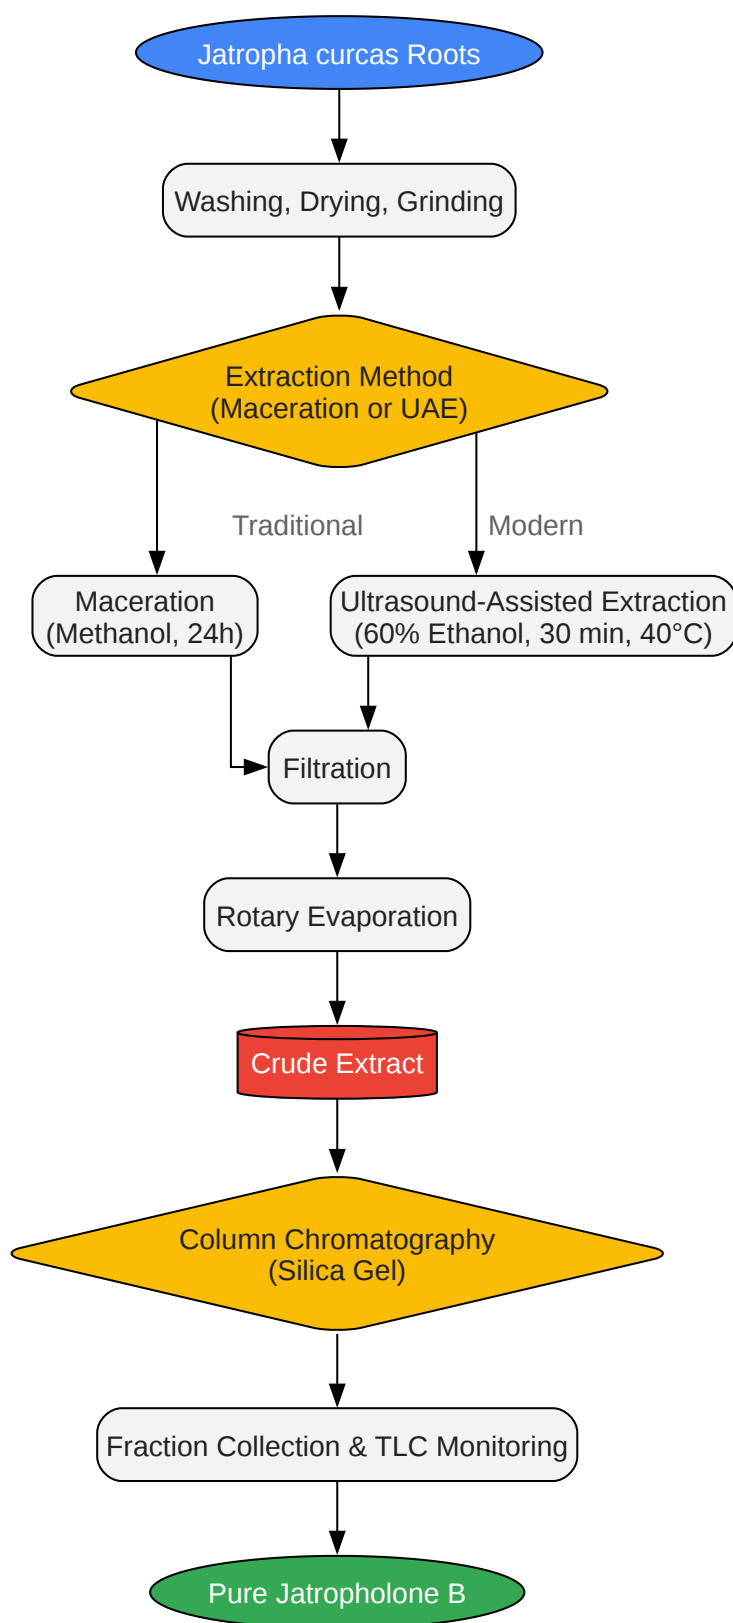 Jatropha curcas Roots
Washing, Drying, Grinding
Extraction Method
(Maceration or UAE)
Traditional
Modern
Maceration
(Methanol, 24h)
Ultrasound-Assisted Extraction
(60% Ethanol, 30 min, 40°C)
Filtration
Rotary Evaporation
Crude Extract
Column Chromatography
(Silica Gel)
Fraction Collection & TLC Monitoring
Pure Jatropholone B